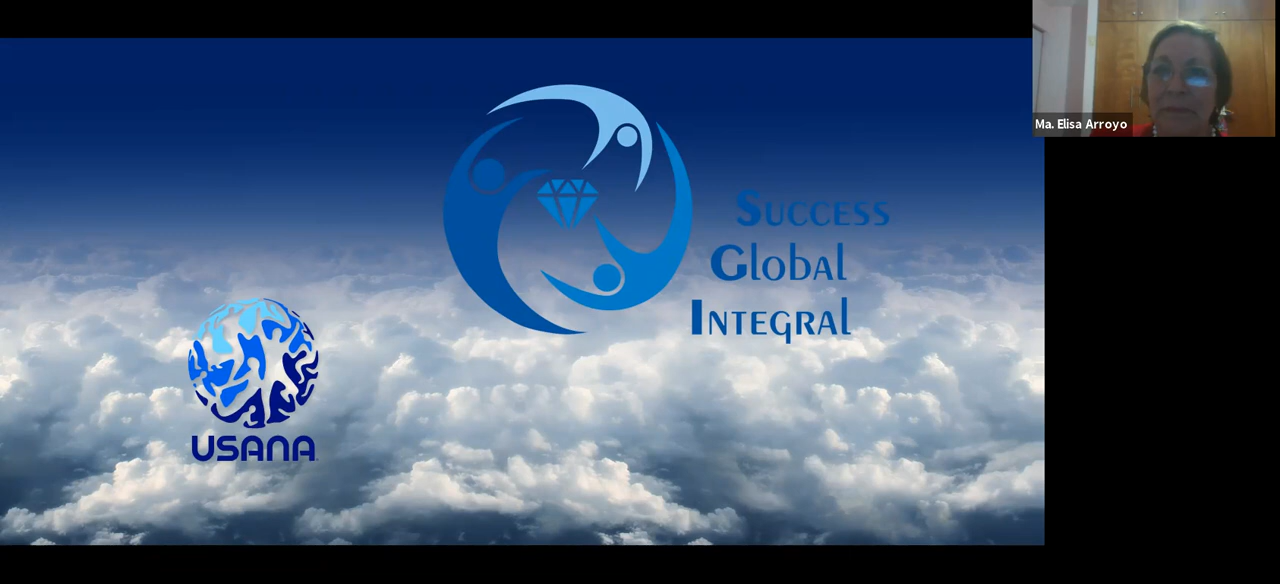 Ma. Elisa Arroyo
Success
Global
Integral
USANA